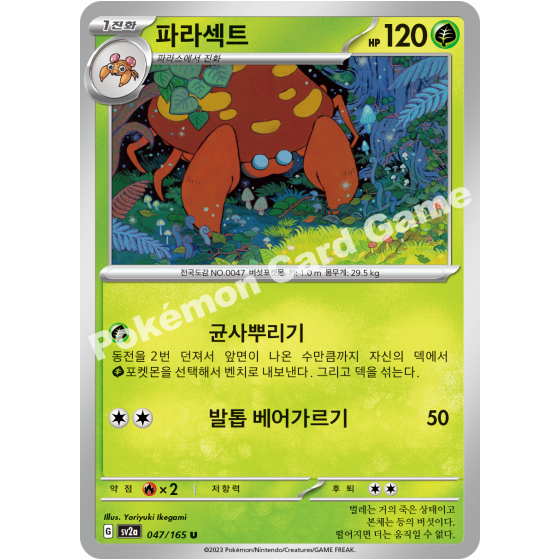 1진화
파라섹트
HP 120
파라스에서 진화
전국도감 NO.0047 버섯포켓몬 키: 1.0 m 몸무게: 29.5 kg
Pokémon Card Game
균사뿌리기
동전을 2번 던져서 앞면이 나온 수만큼까지 자신의 덱에서
포켓몬을 선택해서 벤치로 내보낸다. 그리고 덱을 섞는다.
발톱 베어가르기 50
약점 ×2 저항력 후퇴
Illus. Yoriyuki Ikegami
G sv2a 047/165 U
벌레는 거의 죽은 상태이고
본체는 등의 버섯이다.
떨어지면 더는 움직일 수 없다.
©2023 Pokémon/Nintendo/Creatures/GAME FREAK.